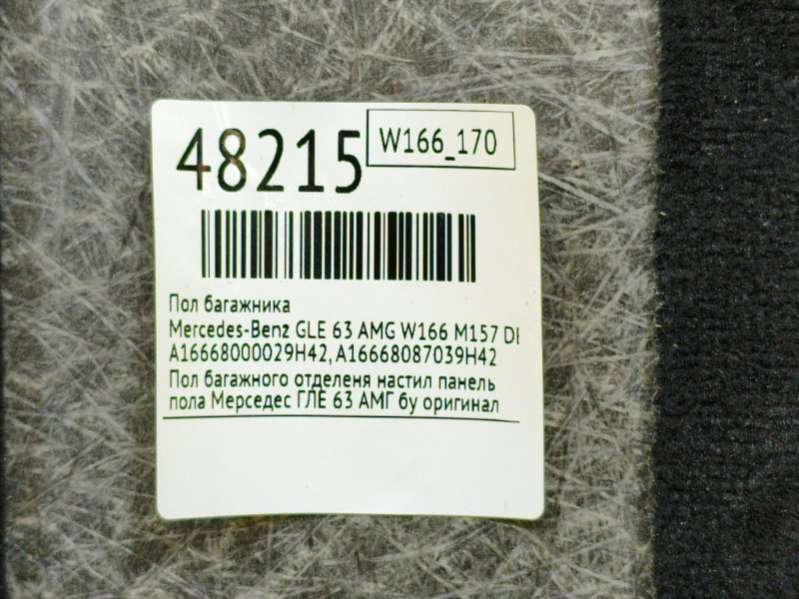 48215
W166_170
Пол багажника
Mercedes-Benz GLE 63 AMG W166 M157
A16668000029H42, A16668087039H42
Пол багажного отделеня настил панель
пола Мерседес ГЛЕ 63 АМГ бу оригинал